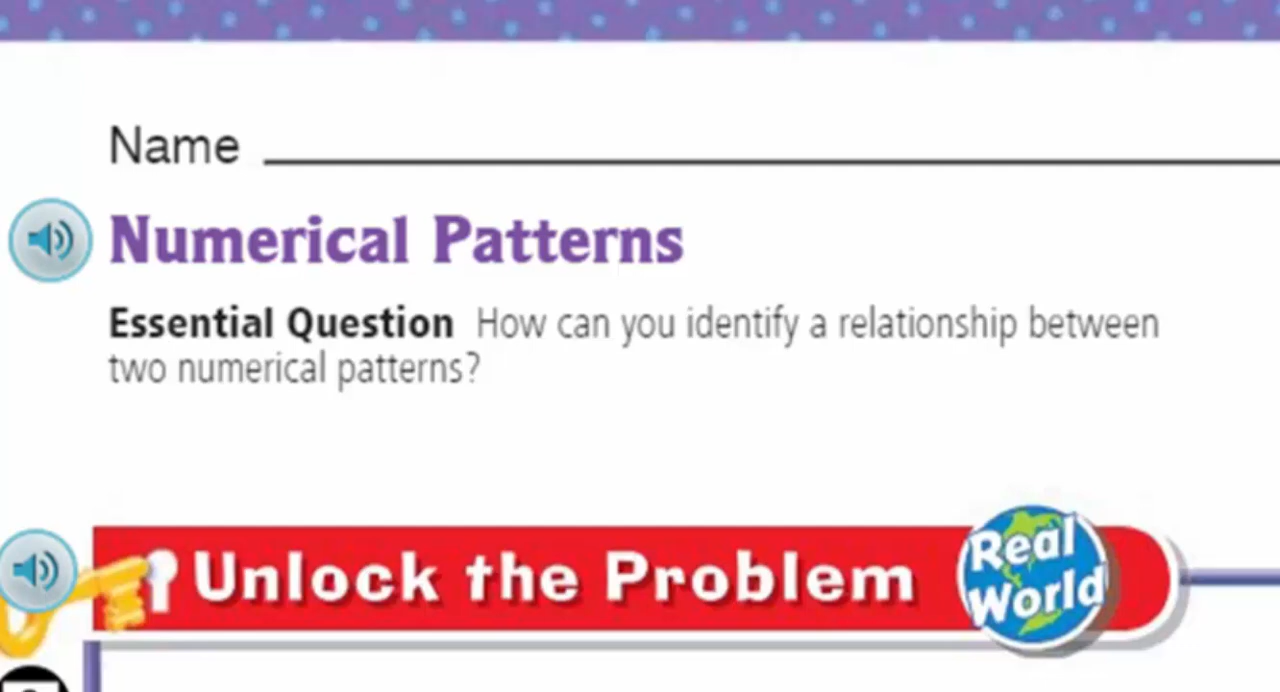 Name
Numerical Patterns
Essential Question How can you identify a relationship between
two numerical patterns?
Unlock the Problem
Real
World